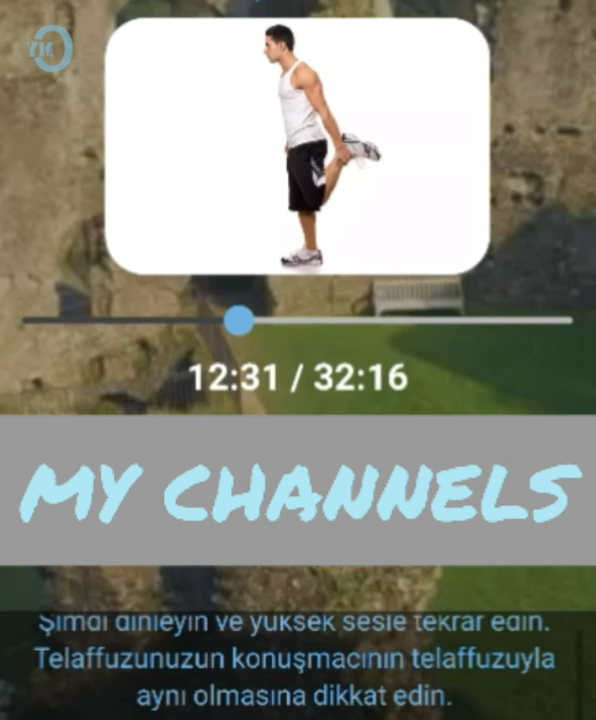 12:31 / 32:16
MY CHANNELS
Şimdi dinleyin ve yüksek sesle tekrar edin.
Telaffuzunuzun konuşmacının telaffuzuyla
aynı olmasına dikkat edin.